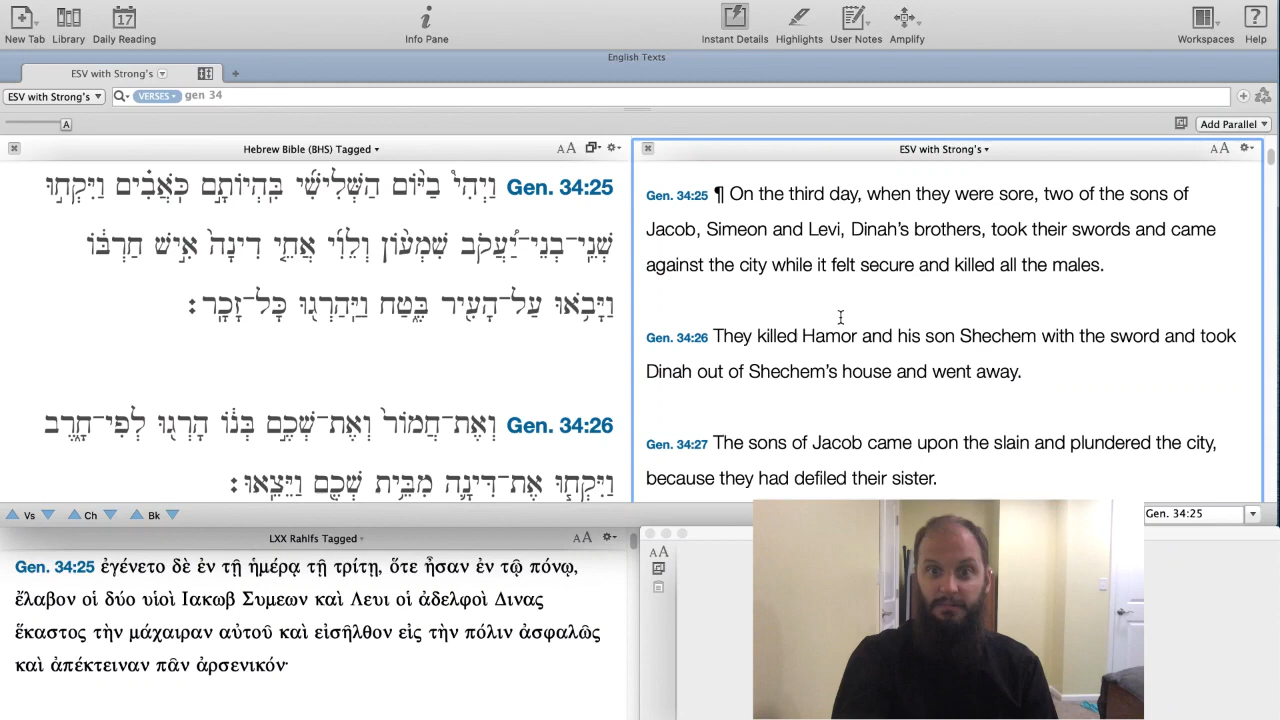 New Tab Library Daily Reading Info Pane Instant Details Highlights User Notes Amplify Workspaces Help
17
English Texts
ESV with Strong's
ESV with Strong's VERSES gen 34
A Add Parallel
Hebrew Bible (BHS) Tagged AA
Gen. 34:25 וַיְהִי֩ בַיּ֨וֹם הַשְּׁלִישִׁ֜י בִּֽהְיוֹתָ֣ם כֹּֽאֲבִ֗ים וַיִּקְח֣וּ
שְׁנֵֽי־בְנֵי־יַ֠עֲקֹב שִׁמְע֨וֹן וְלֵוִ֜י אֲחֵ֤י דִינָה֙ אִ֣ישׁ חַרְבּ֔וֹ
וַיָּבֹ֥אוּ עַל־הָעִ֖יר בֶּ֑טַח וַיַּֽהַרְג֖וּ כָּל־זָכָֽר׃
Gen. 34:26 וְאֶת־חֲמוֹר֙ וְאֶת־שְׁכֶ֣ם בְּנ֔וֹ הָרְג֖וּ לְפִי־חָ֑רֶב
וַיִּקְח֧וּ אֶת־דִּינָ֛ה מִבֵּ֥ית שְׁכֶ֖ם וַיֵּצֵֽאוּ׃
ESV with Strong's AA
Gen. 34:25 ¶ On the third day, when they were sore, two of the sons of
Jacob, Simeon and Levi, Dinah's brothers, took their swords and came
against the city while it felt secure and killed all the males.
Gen. 34:26 They killed Hamor and his son Shechem with the sword and took
Dinah out of Shechem's house and went away.
Gen. 34:27 The sons of Jacob came upon the slain and plundered the city,
because they had defiled their sister.
Vs Ch Bk
Gen. 34:25
LXX Rahlfs Tagged AA
Gen. 34:25 ἐγένετο δὲ ἐν τῇ ἡμέρᾳ τῇ τρίτῃ, ὅτε ἦσαν ἐν τῷ πόνῳ,
ἔλαβον οἱ δύο υἱοὶ Ιακωβ Συμεων καὶ Λευι οἱ ἀδελφοὶ Δινας
ἕκαστος τὴν μάχαιραν αὐτοῦ καὶ εἰσῆλθον εἰς τὴν πόλιν ἀσφαλῶς
καὶ ἀπέκτειναν πᾶν ἀρσενικόν·
AA